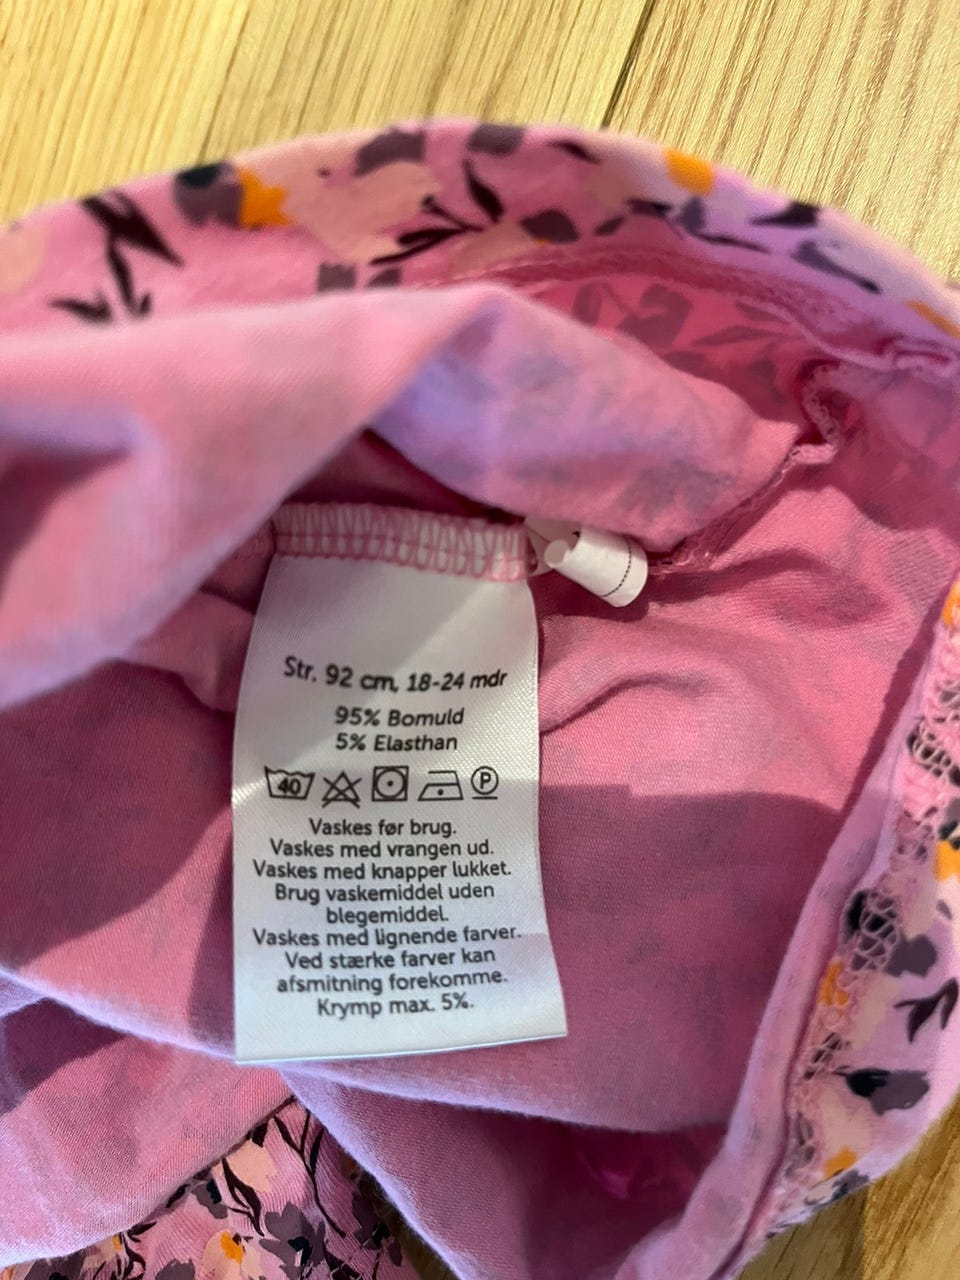 Str. 92 cm, 18-24 mdr
95% Bomuld
5% Elasthan
40 P
Vaskes før brug.
Vaskes med vrangen ud.
Vaskes med knapper lukket.
Brug vaskemiddel uden
blegemiddel.
Vaskes med lignende farver.
Ved stærke farver kan
afsmitning forekomme.
Krymp max. 5%.